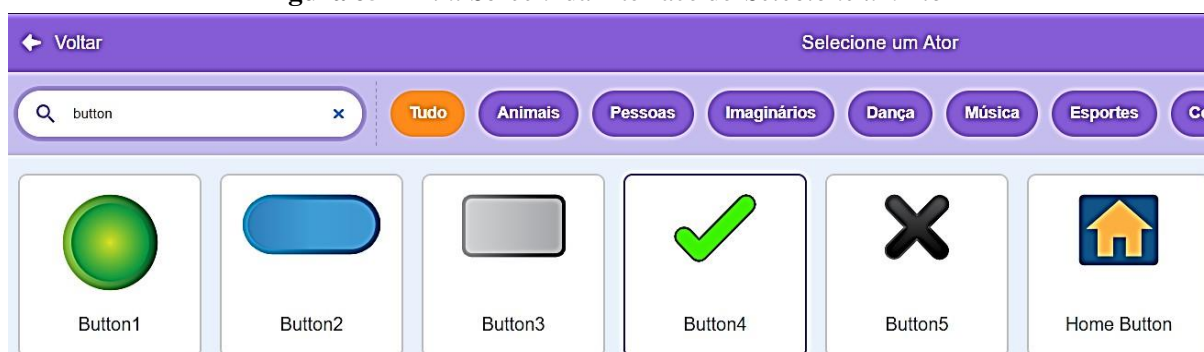 Voltar
Selecione um Ator
button
Tudo
Animais
Pessoas
Imaginários
Dança
Música
Esportes
Button1
Button2
Button3
Button4
Button5
Home Button